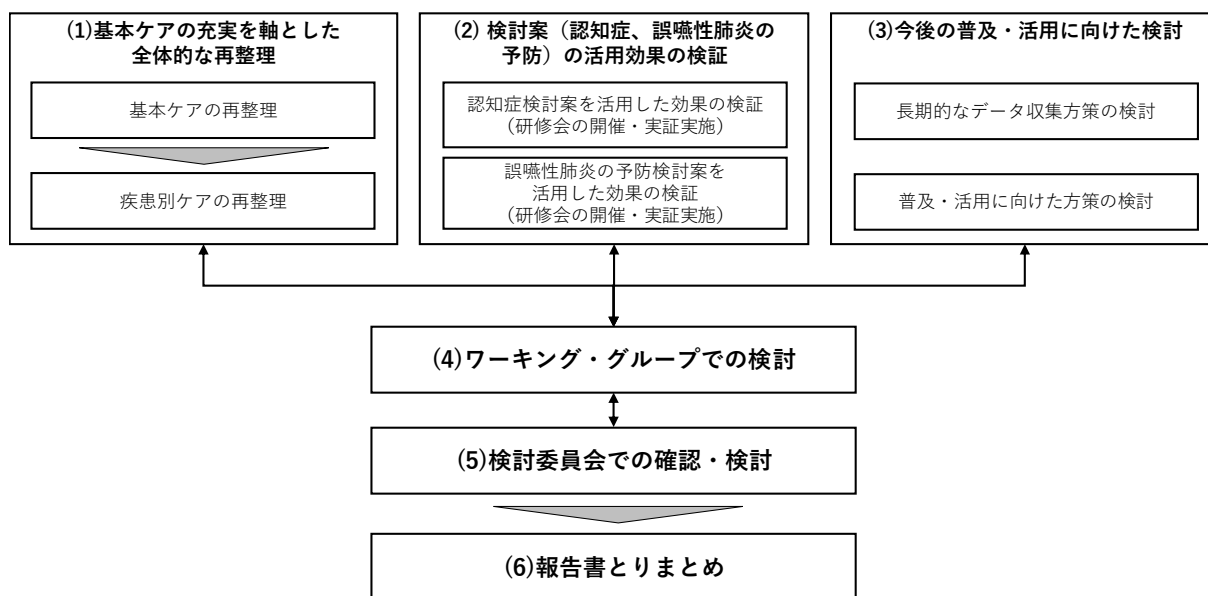 (1)基本ケアの充実を軸とした
全体的な再整理
基本ケアの再整理
疾患別ケアの再整理
(2) 検討案（認知症、誤嚥性肺炎の
予防）の活用効果の検証
認知症検討案を活用した効果の検証
（研修会の開催・実証実施）
誤嚥性肺炎の予防検討案を
活用した効果の検証
（研修会の開催・実証実施）
(3)今後の普及・活用に向けた検討
長期的なデータ収集方策の検討
普及・活用に向けた方策の検討
(4)ワーキング・グループでの検討
(5)検討委員会での確認・検討
(6)報告書とりまとめ